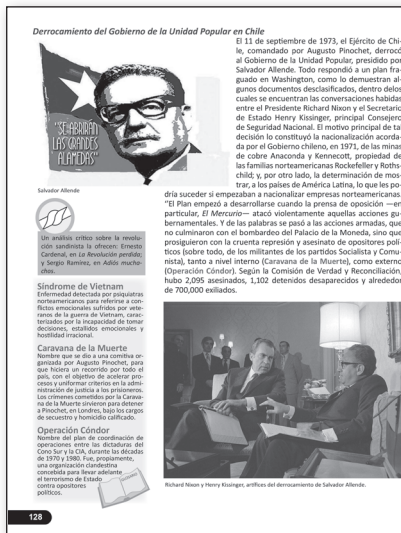 Derrocamiento del Gobierno de la Unidad Popular en Chile
El 11 de septiembre de 1973, el Ejército de Chi-
le, comandado por Augusto Pinochet, derrocó
al Gobierno de la Unidad Popular, presidido por
Salvador Allende. Todo respondió a un plan fra-
guado en Washington, como lo demuestran al-
gunos documentos desclasificados, dentro delos
cuales se encuentran las conversaciones habidas
entre el Presidente Richard Nixon y el Secretario
de Estado Henry Kissinger, principal Consejero
de Seguridad Nacional. El motivo principal de tal
decisión lo constituyó la nacionalización acorda-
da por el Gobierno chileno, en 1971, de las minas
de cobre Anaconda y Kennecott, propiedad de
las familias norteamericanas Rockefeller y Roths-
child; y, por otro lado, la determinación de mos-
trar, a los países de América Latina, lo que les po-
dría suceder si empezaban a nacionalizar empresas norteamericanas.
"El Plan empezó a desarrollarse cuando la prensa de oposición —en
particular, El Mercurio— atacó violentamente aquellas acciones gu-
bernamentales. Y de las palabras se pasó a las acciones armadas, que
no culminaron con el bombardeo del Palacio de la Moneda, sino que
prosiguieron con la cruenta represión y asesinato de opositores polí-
ticos (sobre todo, de los militantes de los partidos Socialista y Comu-
nista), tanto a nivel interno (Caravana de la Muerte), como externo
(Operación Cóndor). Según la Comisión de Verdad y Reconciliación,
hubo 2,095 asesinados, 1,102 detenidos desaparecidos y alrededor
de 700,000 exiliados.
"SE ABRIRÁN
LAS GRANDES
ALAMEDAS"
Salvador Allende
Un análisis crítico sobre la revolu-
ción sandinista la ofrecen: Ernesto
Cardenal, en La Revolución perdida;
y Sergio Ramírez, en Adiós mucha-
chos.
Síndrome de Vietnam
Enfermedad detectada por psiquiatras
norteamericanos para referirse a con-
flictos emocionales sufridos por vete-
ranos de la guerra de Vietnam, carac-
terizados por la incapacidad de tomar
decisiones, estallidos emocionales y
hostilidad irracional.
Caravana de la Muerte
Nombre que se dio a una comitiva or-
ganizada por Augusto Pinochet, para
que hiciera un recorrido por todo el
país, con el objetivo de acelerar pro-
cesos y uniformar criterios en la admi-
nistración de justicia a los prisioneros.
Los crímenes cometidos por la Carava-
na de la Muerte sirvieron para detener
a Pinochet, en Londres, bajo los cargos
de secuestro y homicidio calificado.
Operación Cóndor
Nombre del plan de coordinación de
operaciones entre las dictaduras del
Cono Sur y la CIA, durante las décadas
de 1970 y 1980. Fue, propiamente,
una organización clandestina
concebida para llevar adelante
el terrorismo de Estado
contra opositores
políticos.
GLOSARIO
Richard Nixon y Henry Kissinger, artífices del derrocamiento de Salvador Allende.
128